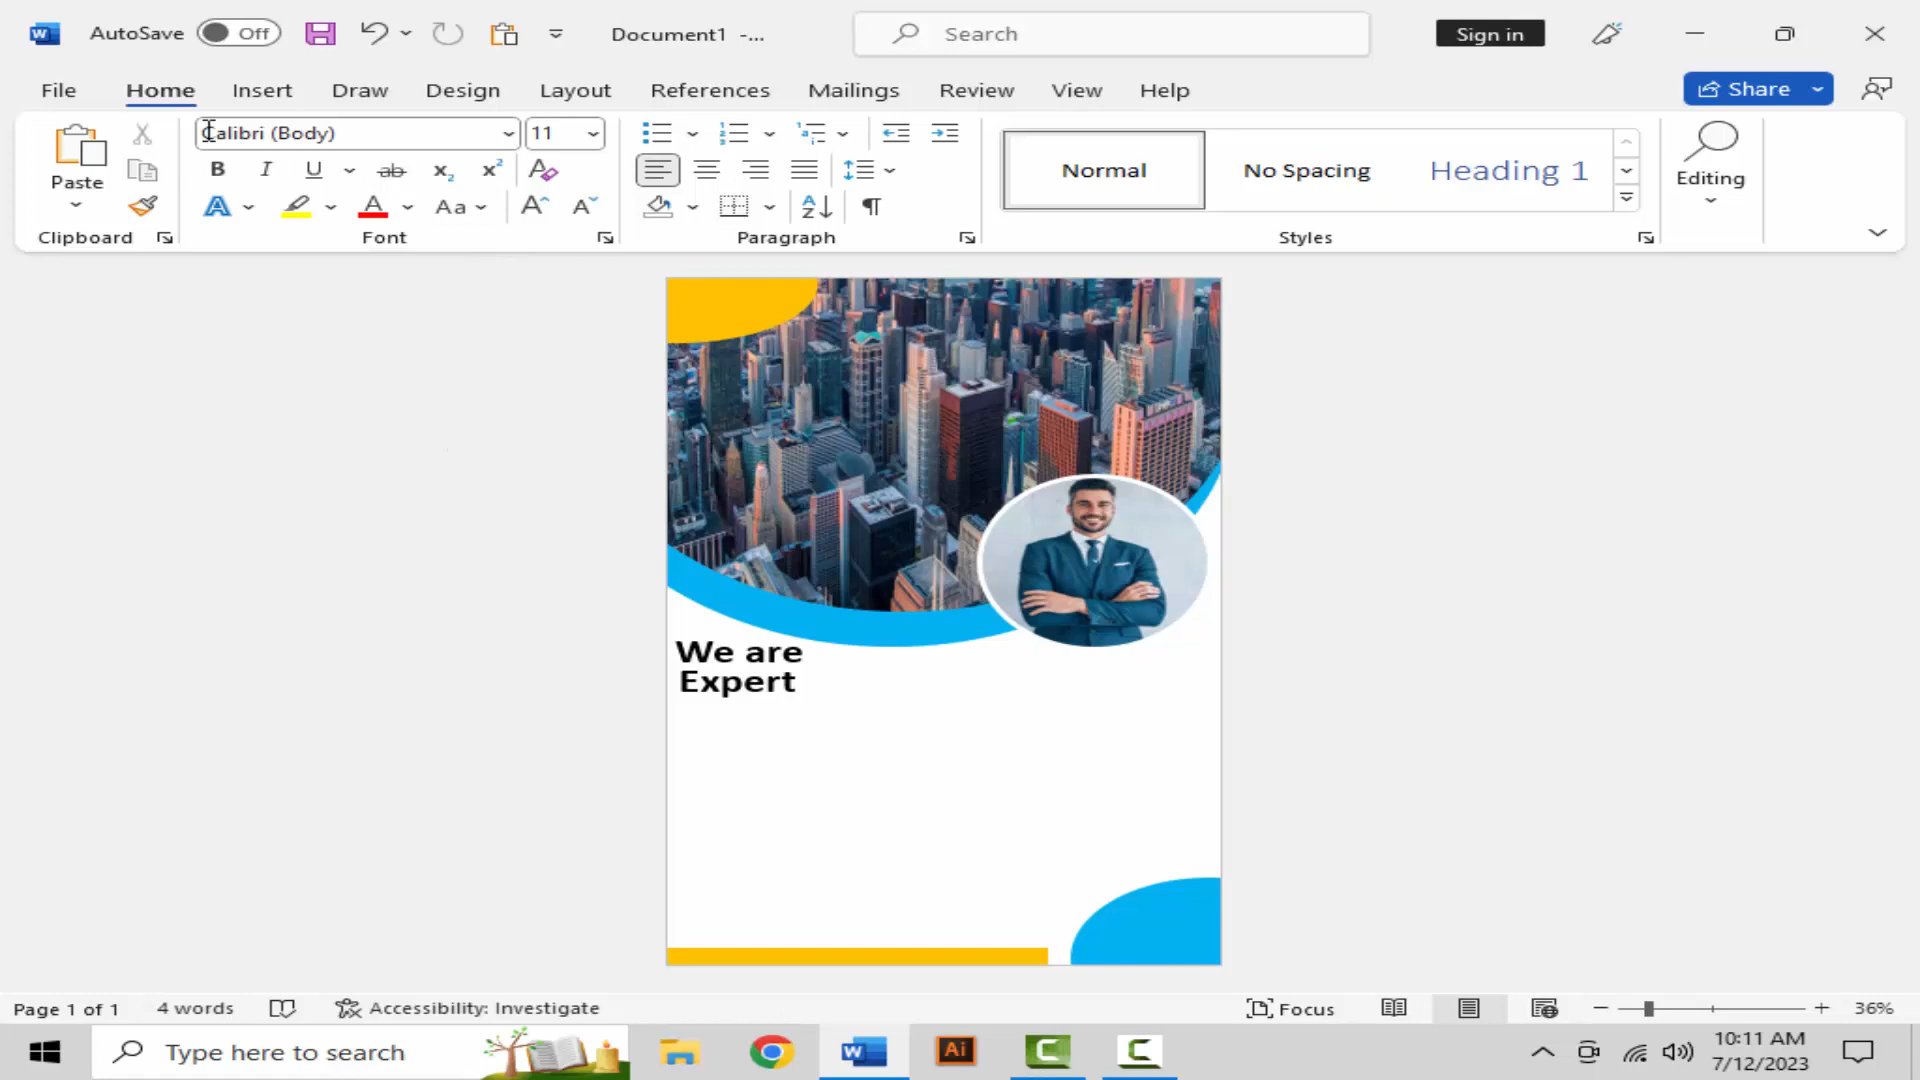 AutoSave Off Document1 -... Search Sign in
File Home Insert Draw Design Layout References Mailings Review View Help Share
Calibri (Body) 11
Paste B I U ab x₂ x² A Normal No Spacing Heading 1 Editing
A A Aa A A A Z ¶
Clipboard Font Paragraph Styles
We are
Expert
Page 1 of 1 4 words Accessibility: Investigate Focus 36%
Type here to search W Ai C C 10:11 AM
7/12/2023